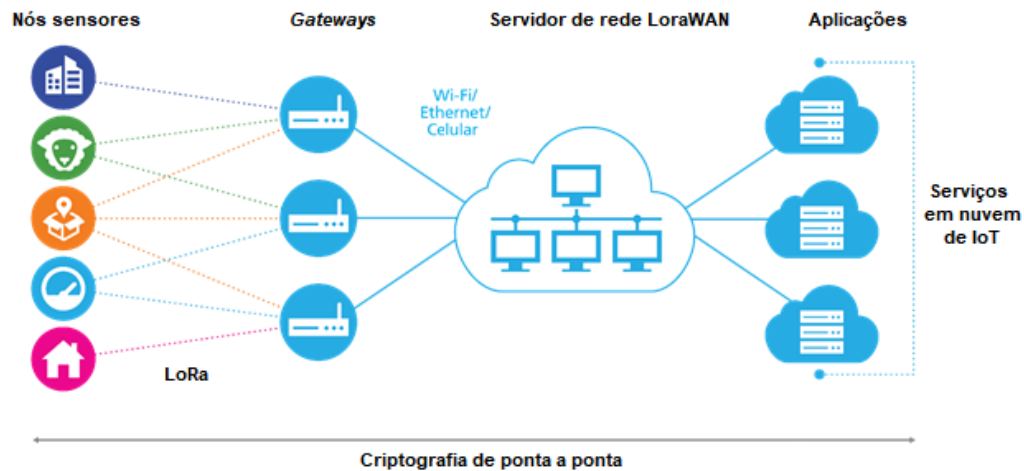 Nós sensores
Gateways
Servidor de rede LoraWAN
Aplicações
Wi-Fi/
Ethernet/
Celular
Serviços
em nuvem
de IoT
LoRa
Criptografia de ponta a ponta